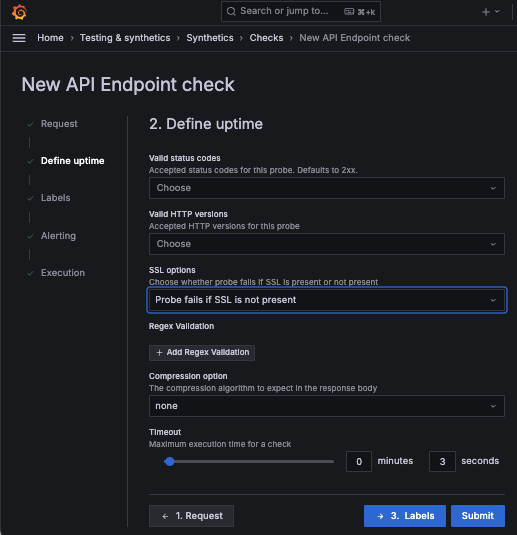 Search or jump to...
⌘+k
Home › Testing & synthetics › Synthetics › Checks › New API Endpoint check
New API Endpoint check
Request
Define uptime
Labels
Alerting
Execution
2. Define uptime
Valid status codes
Accepted status codes for this probe. Defaults to 2xx.
Choose
Valid HTTP versions
Accepted HTTP versions for this probe
Choose
SSL options
Choose whether probe fails if SSL is present or not present
Probe fails if SSL is not present
Regex Validation
+ Add Regex Validation
Compression option
The compression algorithm to expect in the response body
none
Timeout
Maximum execution time for a check
0 minutes 3 seconds
← 1. Request
→ 3. Labels
Submit